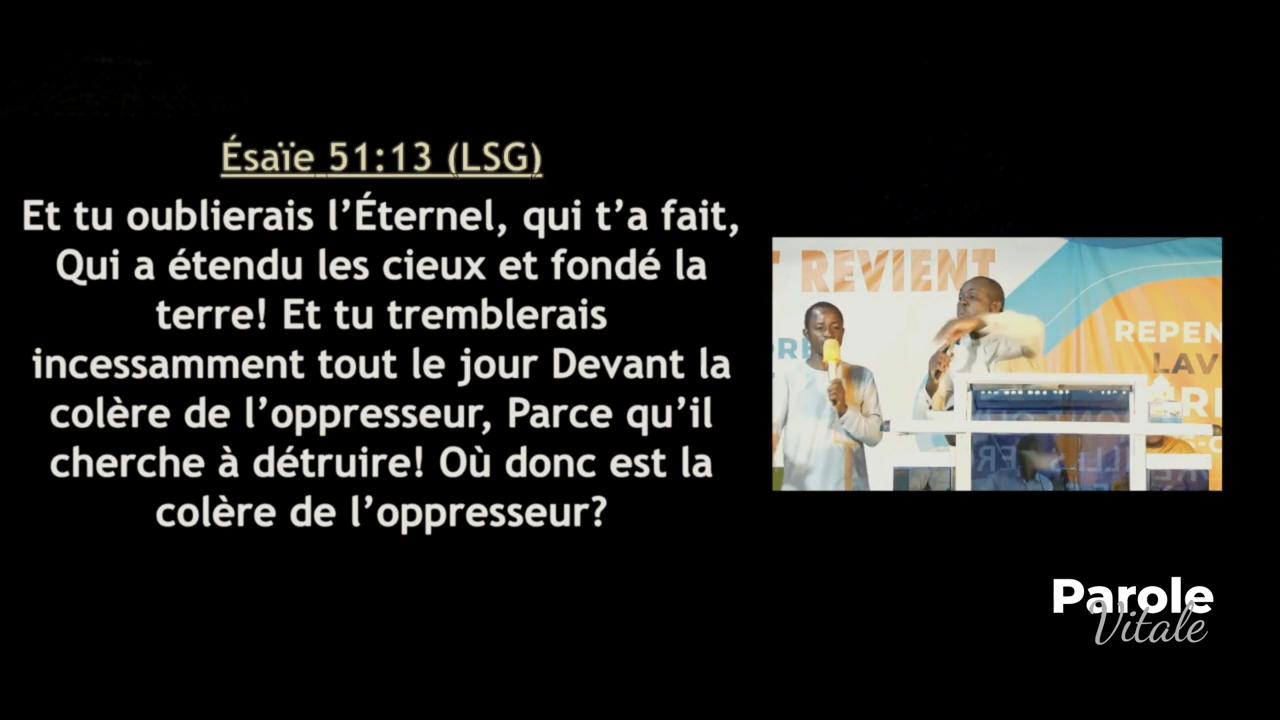 Ésaïe 51:13 (LSG)
Et tu oublierais l’Éternel, qui t’a fait,
Qui a étendu les cieux et fondé la
terre! Et tu tremblerais
incessamment tout le jour Devant la
colère de l’oppresseur, Parce qu’il
cherche à détruire! Où donc est la
colère de l’oppresseur?
REVIENT
REPEN
LAV
Parole
Vitale